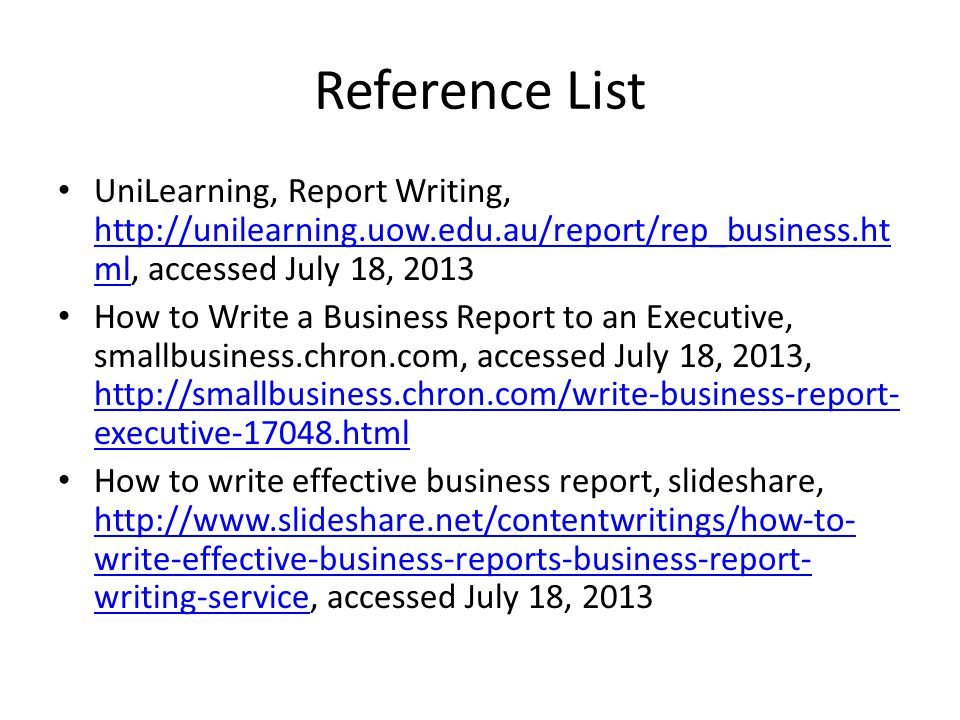 Reference List
• UniLearning, Report Writing,
http://unilearning.uow.edu.au/report/rep_business.ht
ml, accessed July 18, 2013
• How to Write a Business Report to an Executive,
smallbusiness.chron.com, accessed July 18, 2013,
http://smallbusiness.chron.com/write-business-report-
executive-17048.html
• How to write effective business report, slideshare,
http://www.slideshare.net/contentwritings/how-to-
write-effective-business-reports-business-report-
writing-service, accessed July 18, 2013